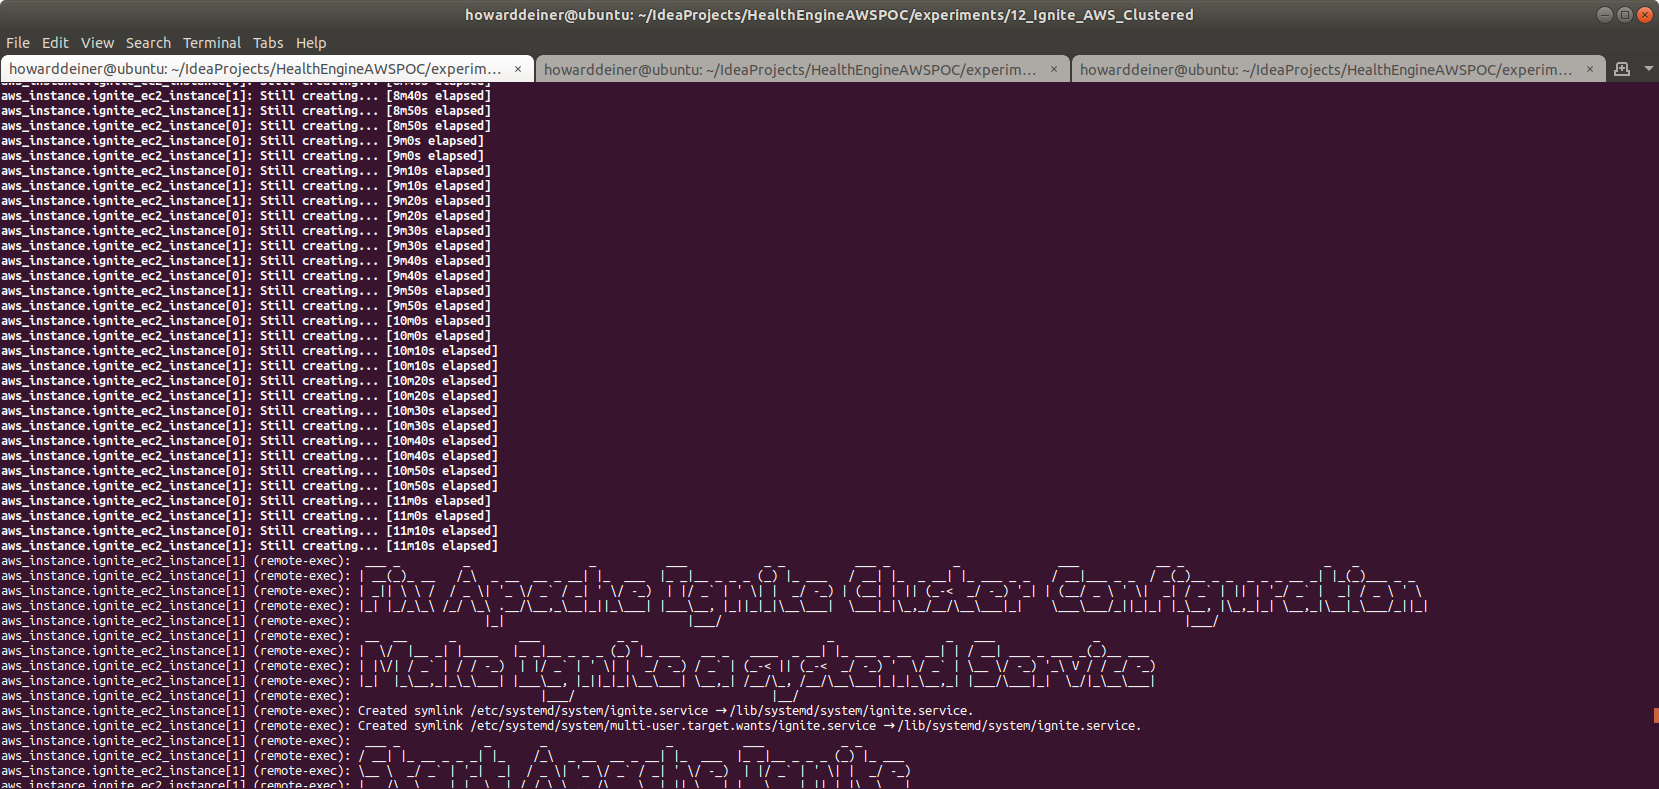 howarddeiner@ubuntu: ~/IdeaProjects/HealthEngineAWSPOC/experiments/12_Ignite_AWS_Clustered
File Edit View Search Terminal Tabs Help
howarddeiner@ubuntu: ~/IdeaProjects/HealthEngineAWSPOC/experim... × howarddeiner@ubuntu: ~/IdeaProjects/HealthEngineAWSPOC/experim... × howarddeiner@ubuntu: ~/IdeaProjects/HealthEngineAWSPOC/experim... ×
aws_instance.ignite_ec2_instance[0]: Still creating... [8m40s elapsed]
aws_instance.ignite_ec2_instance[1]: Still creating... [8m50s elapsed]
aws_instance.ignite_ec2_instance[0]: Still creating... [8m50s elapsed]
aws_instance.ignite_ec2_instance[0]: Still creating... [9m0s elapsed]
aws_instance.ignite_ec2_instance[1]: Still creating... [9m0s elapsed]
aws_instance.ignite_ec2_instance[0]: Still creating... [9m10s elapsed]
aws_instance.ignite_ec2_instance[1]: Still creating... [9m10s elapsed]
aws_instance.ignite_ec2_instance[1]: Still creating... [9m20s elapsed]
aws_instance.ignite_ec2_instance[0]: Still creating... [9m20s elapsed]
aws_instance.ignite_ec2_instance[0]: Still creating... [9m30s elapsed]
aws_instance.ignite_ec2_instance[1]: Still creating... [9m30s elapsed]
aws_instance.ignite_ec2_instance[1]: Still creating... [9m40s elapsed]
aws_instance.ignite_ec2_instance[0]: Still creating... [9m40s elapsed]
aws_instance.ignite_ec2_instance[1]: Still creating... [9m50s elapsed]
aws_instance.ignite_ec2_instance[0]: Still creating... [9m50s elapsed]
aws_instance.ignite_ec2_instance[0]: Still creating... [10m0s elapsed]
aws_instance.ignite_ec2_instance[1]: Still creating... [10m0s elapsed]
aws_instance.ignite_ec2_instance[0]: Still creating... [10m10s elapsed]
aws_instance.ignite_ec2_instance[1]: Still creating... [10m10s elapsed]
aws_instance.ignite_ec2_instance[0]: Still creating... [10m20s elapsed]
aws_instance.ignite_ec2_instance[1]: Still creating... [10m20s elapsed]
aws_instance.ignite_ec2_instance[0]: Still creating... [10m30s elapsed]
aws_instance.ignite_ec2_instance[1]: Still creating... [10m30s elapsed]
aws_instance.ignite_ec2_instance[0]: Still creating... [10m40s elapsed]
aws_instance.ignite_ec2_instance[1]: Still creating... [10m40s elapsed]
aws_instance.ignite_ec2_instance[0]: Still creating... [10m50s elapsed]
aws_instance.ignite_ec2_instance[1]: Still creating... [10m50s elapsed]
aws_instance.ignite_ec2_instance[0]: Still creating... [11m0s elapsed]
aws_instance.ignite_ec2_instance[1]: Still creating... [11m0s elapsed]
aws_instance.ignite_ec2_instance[0]: Still creating... [11m10s elapsed]
aws_instance.ignite_ec2_instance[1]: Still creating... [11m10s elapsed]
aws_instance.ignite_ec2_instance[1] (remote-exec):
aws_instance.ignite_ec2_instance[1] (remote-exec):
aws_instance.ignite_ec2_instance[1] (remote-exec): Fix Apache Ignite Cluster Configuration
aws_instance.ignite_ec2_instance[1] (remote-exec):
aws_instance.ignite_ec2_instance[1] (remote-exec):
aws_instance.ignite_ec2_instance[1] (remote-exec):
aws_instance.ignite_ec2_instance[1] (remote-exec):
aws_instance.ignite_ec2_instance[1] (remote-exec): Make Ignite a systemd Service
aws_instance.ignite_ec2_instance[1] (remote-exec):
aws_instance.ignite_ec2_instance[1] (remote-exec):
aws_instance.ignite_ec2_instance[1] (remote-exec): Created symlink /etc/systemd/system/ignite.service → /lib/systemd/system/ignite.service.
aws_instance.ignite_ec2_instance[1] (remote-exec): Created symlink /etc/systemd/system/multi-user.target.wants/ignite.service → /lib/systemd/system/ignite.service.
aws_instance.ignite_ec2_instance[1] (remote-exec):
aws_instance.ignite_ec2_instance[1] (remote-exec):
aws_instance.ignite_ec2_instance[1] (remote-exec): Start Apache Ignite
aws_instance.ignite_ec2_instance[1] (remote-exec):